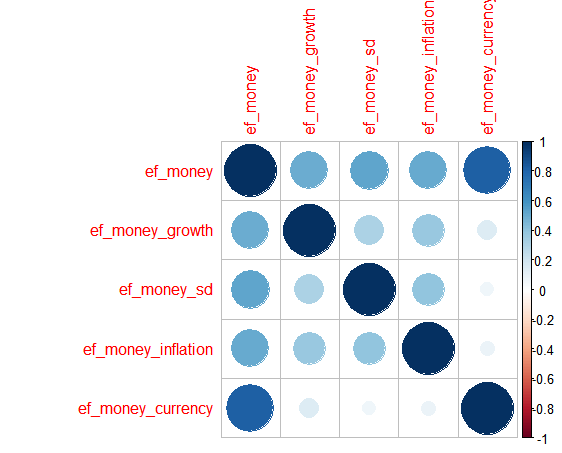 ef_money
ef_money_growth
ef_money_sd
ef_money_inflation
ef_money_currency
ef_money
ef_money_growth
ef_money_sd
ef_money_inflation
ef_money_currency
1
0.8
0.6
0.4
0.2
0
-0.2
-0.4
-0.6
-0.8
-1